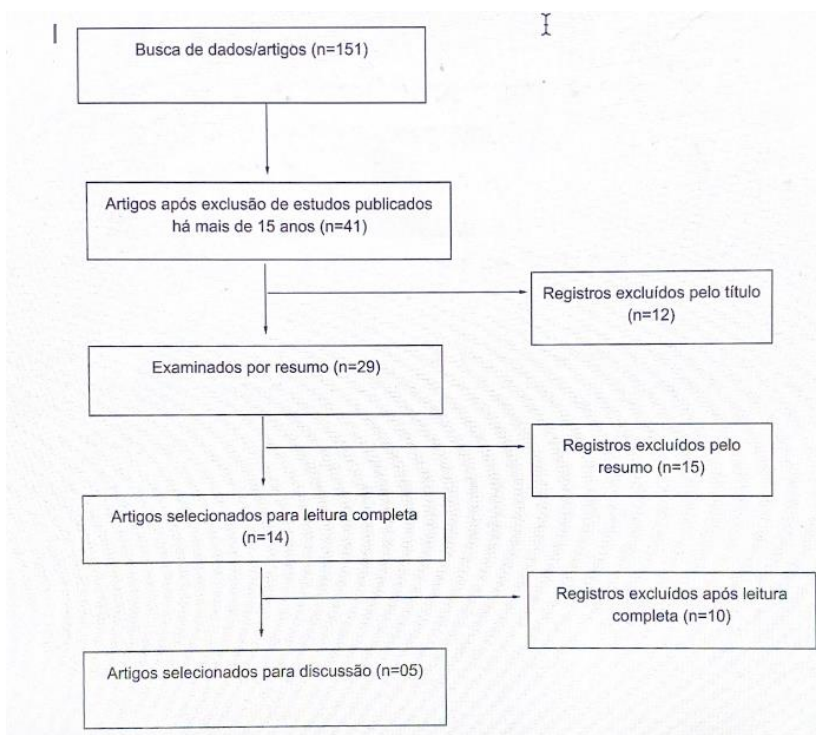 Busca de dados/artigos (n=151)
Artigos após exclusão de estudos publicados
há mais de 15 anos (n=41)
Registros excluídos pelo título
(n=12)
Examinados por resumo (n=29)
Registros excluídos pelo
resumo (n=15)
Artigos selecionados para leitura completa
(n=14)
Registros excluídos após leitura
completa (n=10)
Artigos selecionados para discussão (n=05)